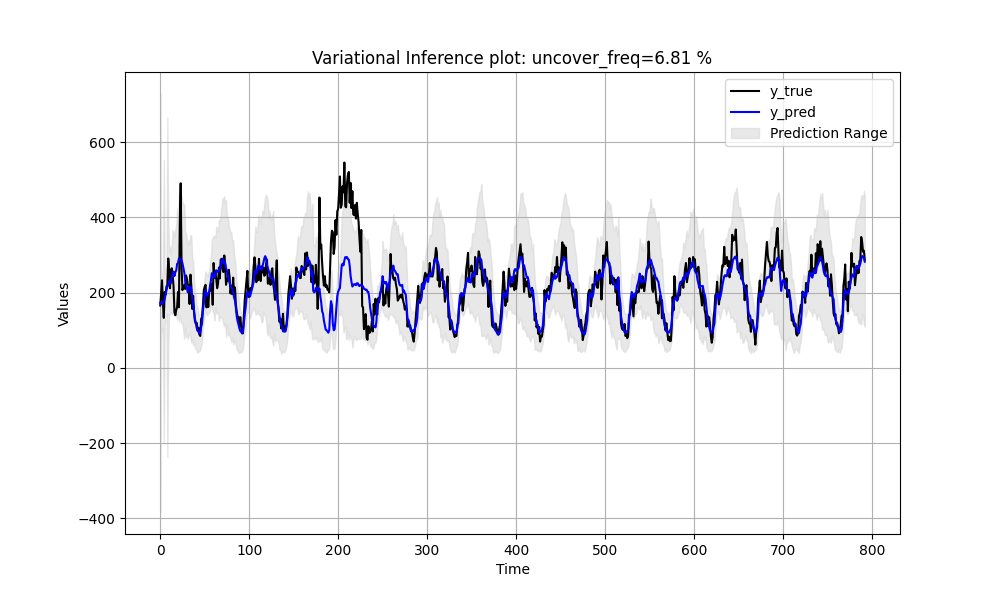 Variational Inference plot: uncover_freq=6.81 %
y_true
y_pred
Prediction Range
Values
600
400
200
0
−200
−400
0 100 200 300 400 500 600 700 800
Time